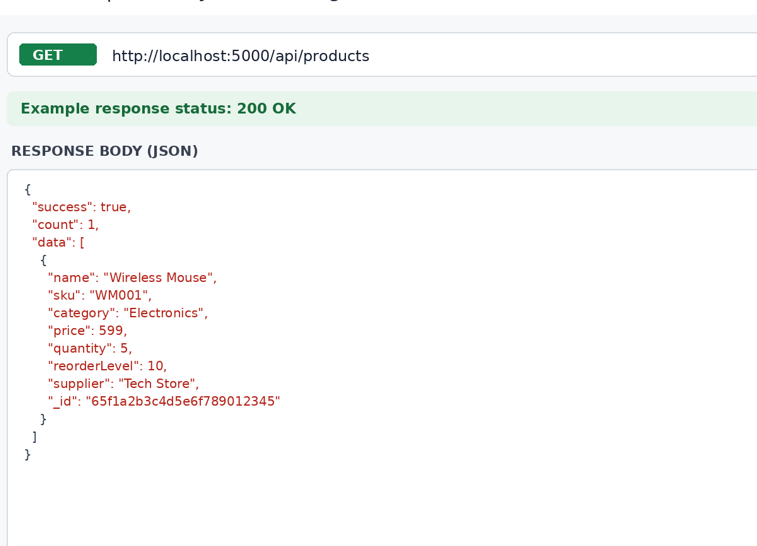 GET http://localhost:5000/api/products
Example response status: 200 OK
RESPONSE BODY (JSON)
{
"success": true,
"count": 1,
"data": [
{
"name": "Wireless Mouse",
"sku": "WM001",
"category": "Electronics",
"price": 599,
"quantity": 5,
"reorderLevel": 10,
"supplier": "Tech Store",
"_id": "65f1a2b3c4d5e6f789012345"
}
]
}